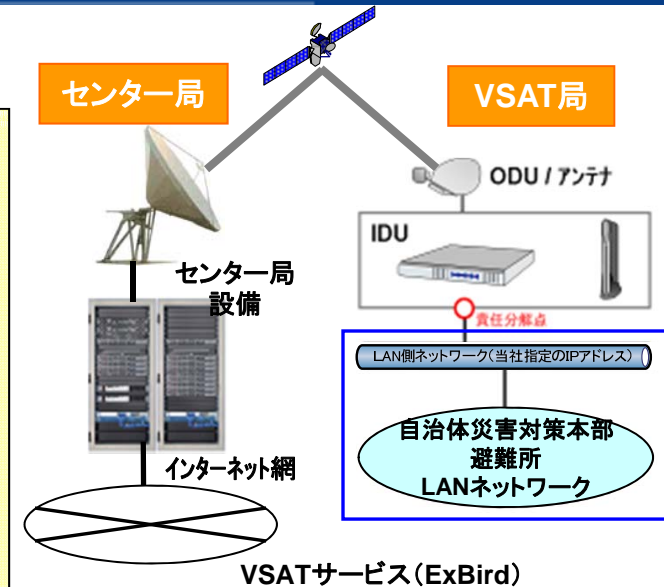 センター局
VSAT局
ODU / アンテナ
IDU
センター局
設備
責任分解点
LAN側ネットワーク(当社指定のIPアドレス)
自治体災害対策本部
避難所
LANネットワーク
インターネット網
VSATサービス(ExBird)